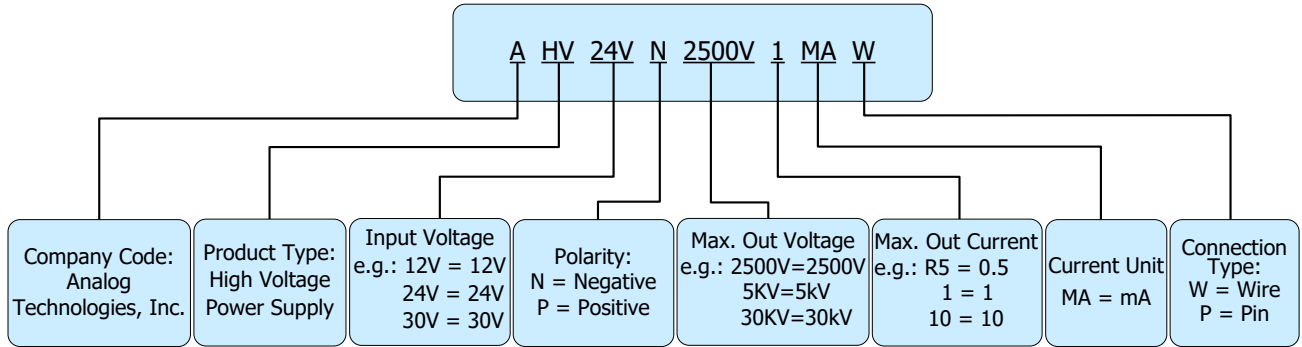 A HV 24V N 2500V 1 MA W
Company Code:
Analog
Technologies, Inc.
Product Type:
High Voltage
Power Supply
Input Voltage
e.g.: 12V = 12V
24V = 24V
30V = 30V
Polarity:
N = Negative
P = Positive
Max. Out Voltage
e.g.: 2500V=2500V
5KV=5kV
30KV=30kV
Max. Out Current
e.g.: R5 = 0.5
1 = 1
10 = 10
Current Unit
MA = mA
Connection
Type:
W = Wire
P = Pin